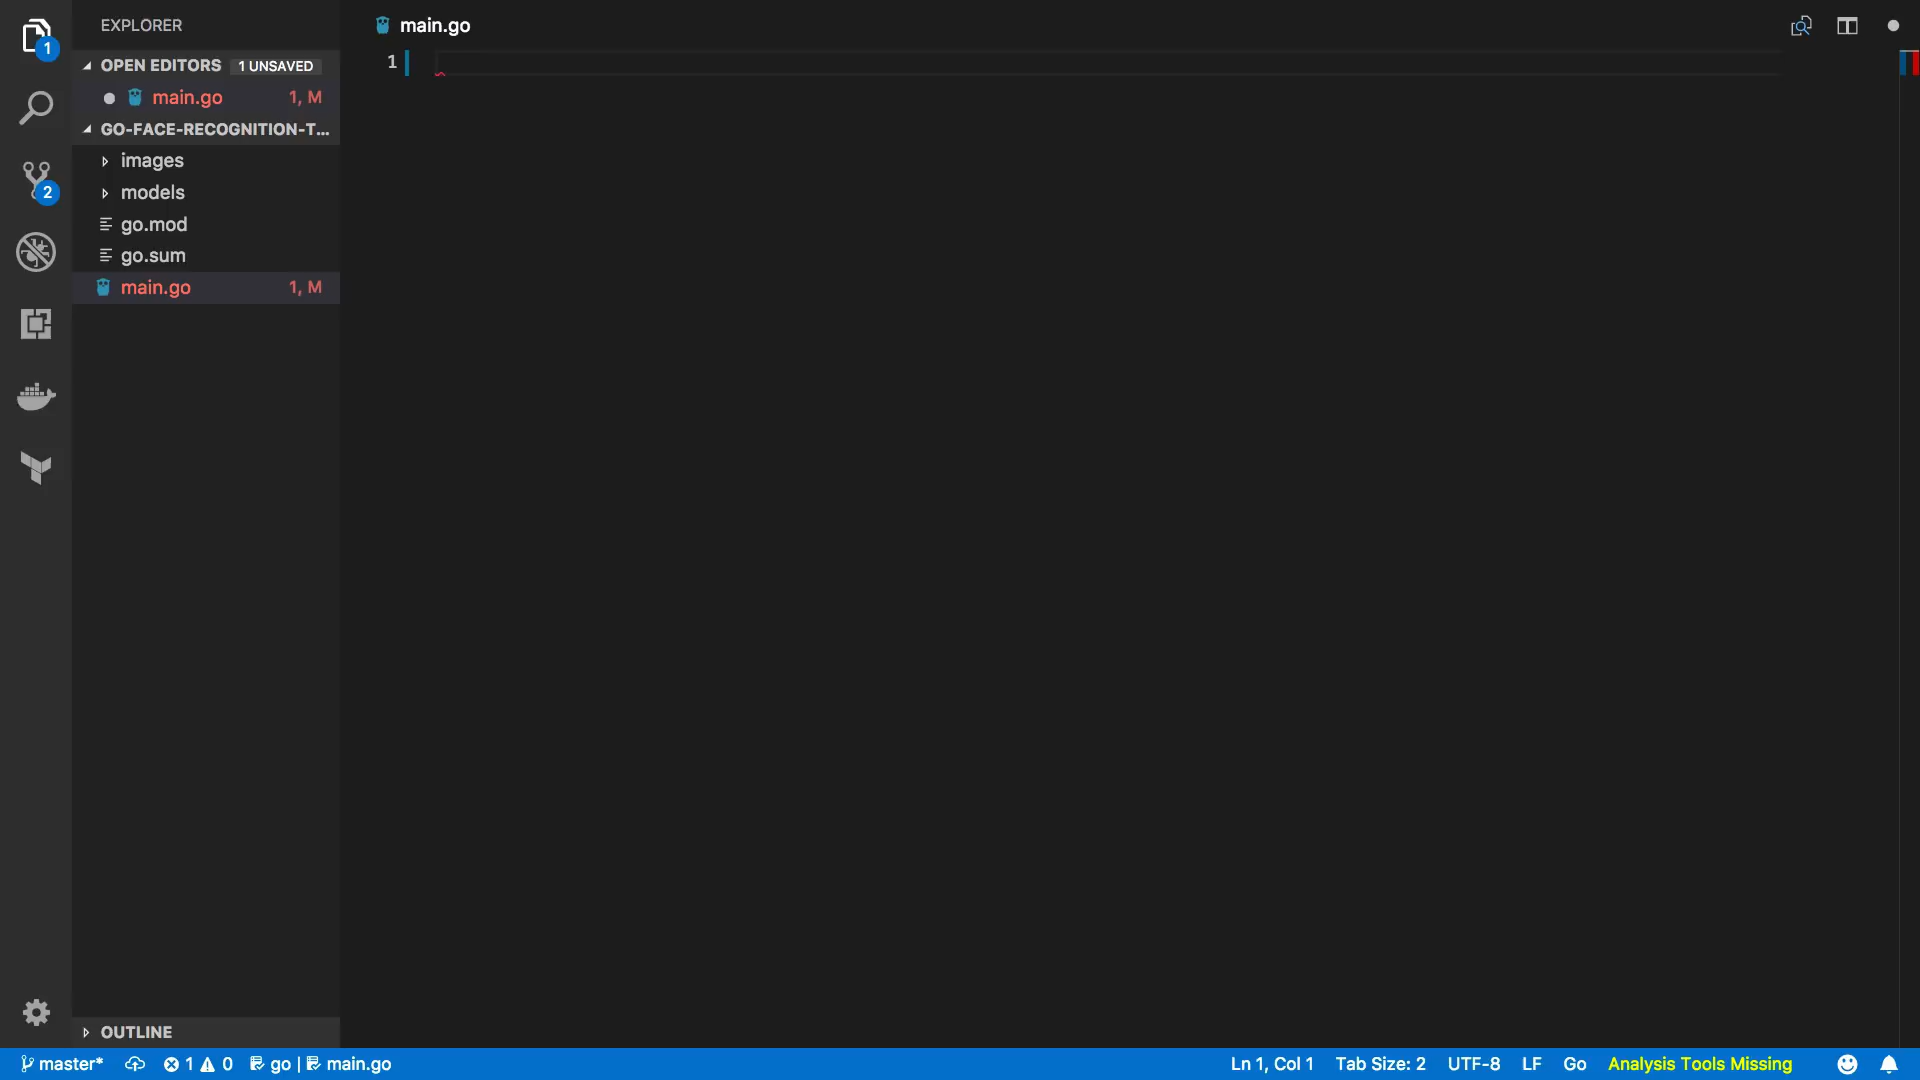 EXPLORER
main.go
1
OPEN EDITORS 1 UNSAVED
main.go 1, M
GO-FACE-RECOGNITION-T...
images
models
2
go.mod
go.sum
main.go 1, M
1
OUTLINE
master* 1 0 go | main.go Ln 1, Col 1 Tab Size: 2 UTF-8 LF Go Analysis Tools Missing